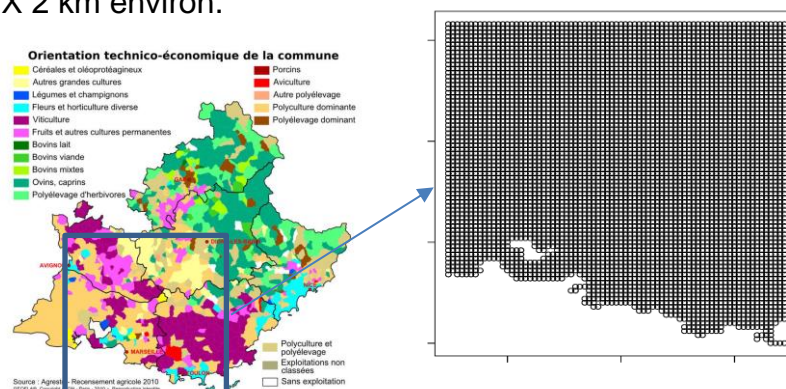 X 2 km environ.
Orientation technico-économique de la commune
Céréales et oléoprotéagineux
Autres grandes cultures
Légumes et champignons
Fleurs et horticulture diverse
Viticulture
Fruits et autres cultures permanentes
Bovins lait
Bovins viande
Bovins mixtes
Ovins, caprins
Polyélevage d'herbivores
Porcins
Aviculture
Autre polyélevage
Polyculture dominante
Polyélevage dominant
AVIGNON
MARSEILLE
Polyculture et
polyélevage
Exploitations non
classées
Sans exploitation
Source : Agreste - Recensement agricole 2010